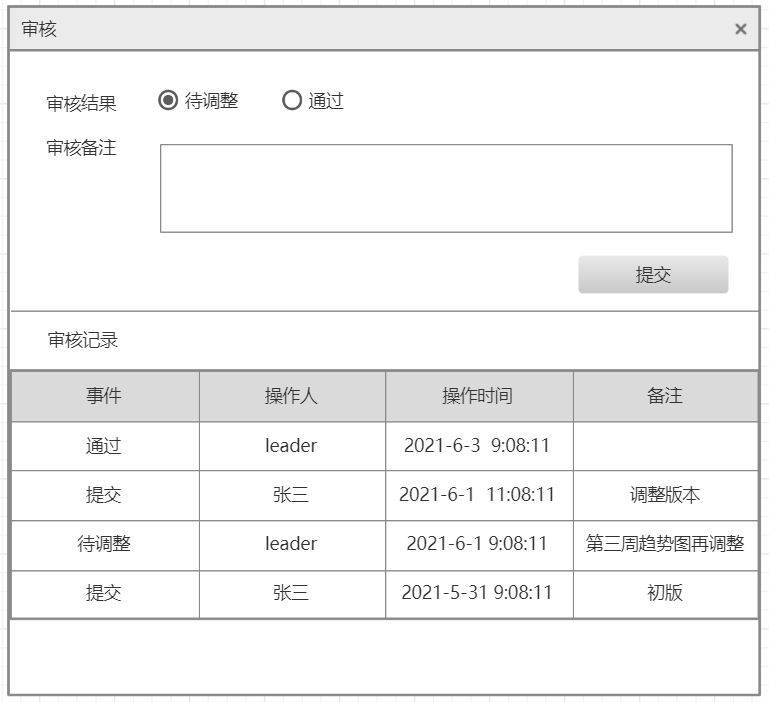 审核
审核结果 待调整 通过
审核备注
提交
审核记录
事件 操作人 操作时间 备注
通过 leader 2021-6-3  9:08:11
提交 张三 2021-6-1  11:08:11 调整版本
待调整 leader 2021-6-1 9:08:11 第三周趋势图再调整
提交 张三 2021-5-31 9:08:11 初版